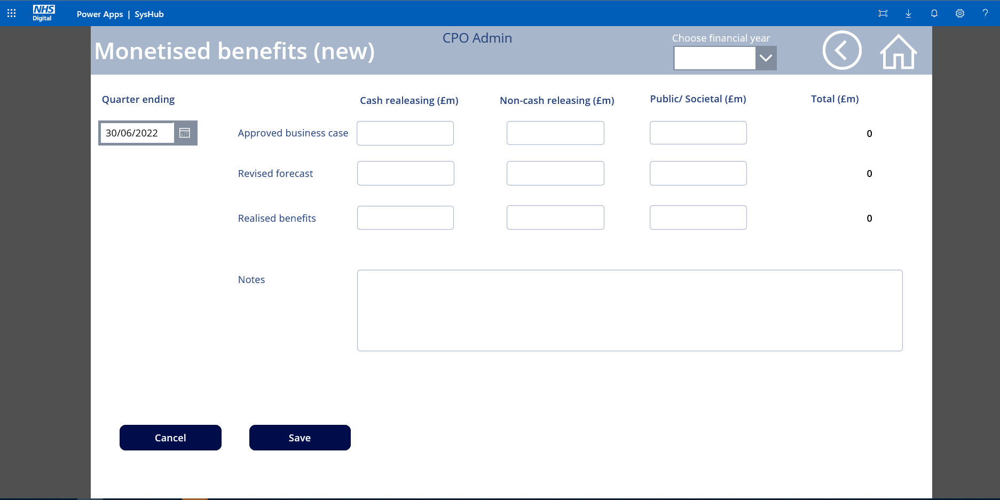 NHS
Digital
Power Apps | SysHub
CPO Admin
Monetised benefits (new)
Choose financial year
Quarter ending
Cash realeasing (£m)
Non-cash releasing (£m)
Public/ Societal (£m)
Total (£m)
30/06/2022
Approved business case
0
Revised forecast
0
Realised benefits
0
Notes
Cancel
Save